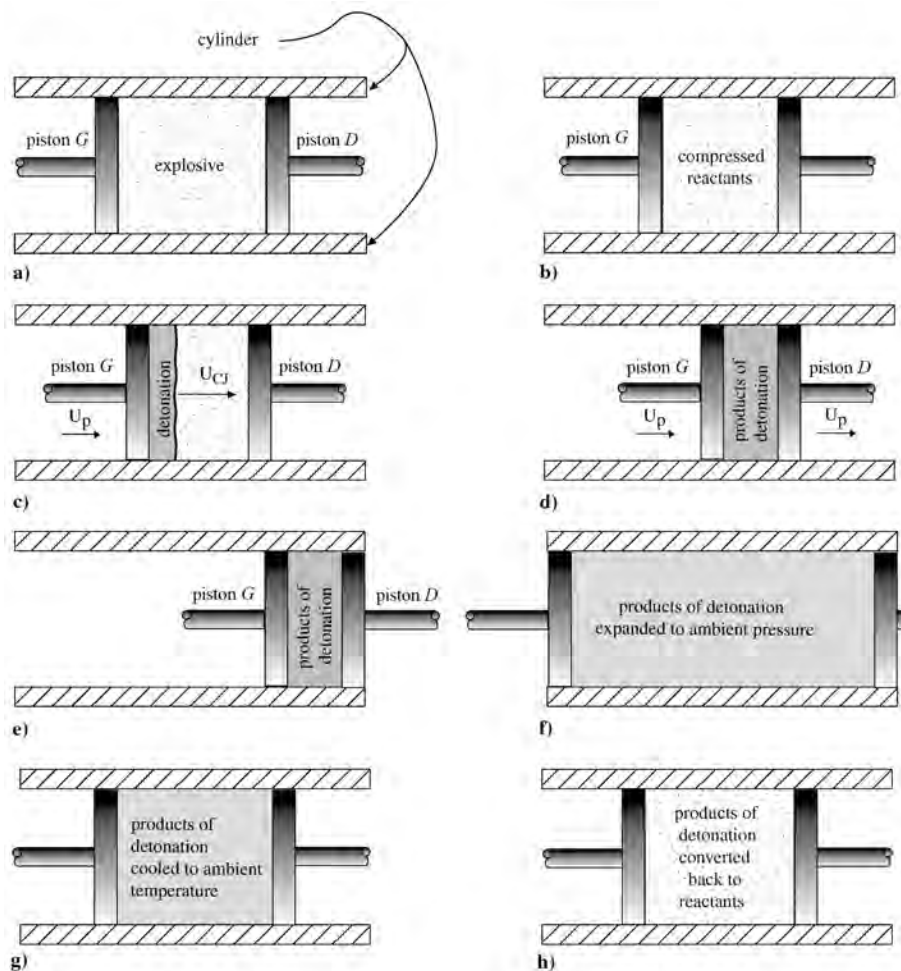 cylinder
piston G
piston D
explosive
a)
piston G
compressed
reactants
b)
piston G
detonation
U_CJ
piston D
U_p
c)
piston G
products of
detonation
piston D
U_p
U_p
d)
piston G
products of
detonation
piston D
e)
products of detonation
expanded to ambient pressure
f)
products of
detonation
cooled to ambient
temperature
g)
products of
detonation
converted
back to
reactants
h)